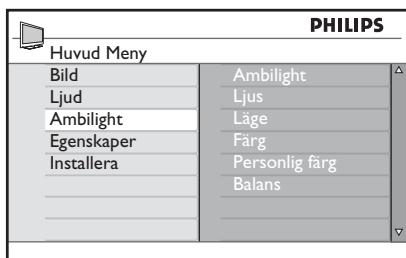 PHILIPS
Huvud Meny
Bild
Ljud
Ambilight
Egenskaper
Installera
Ambilight
Ljus
Läge
Färg
Personlig färg
Balans